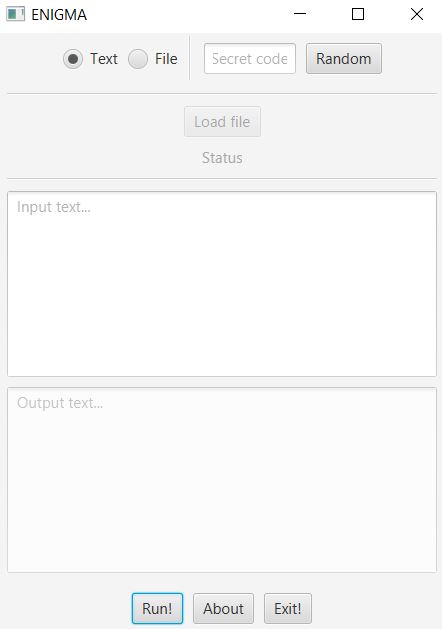 ENIGMA
Text File Secret code Random
Load file
Status
Input text...
Output text...
Run! About Exit!